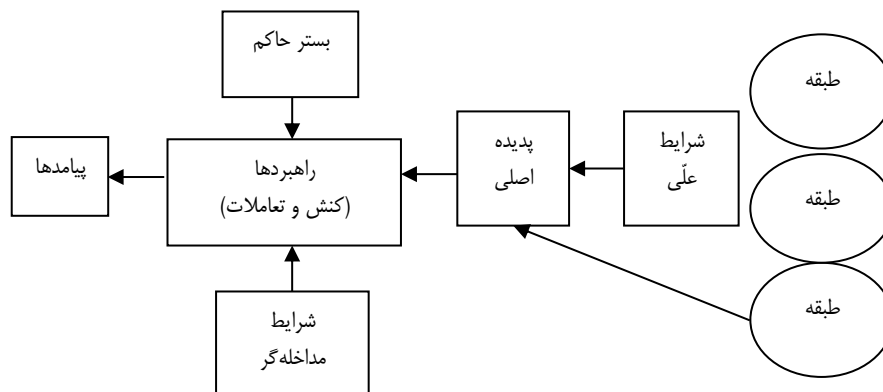 بستر حاکم
طبقه
شرایط
علّی
پدیده
اصلی
راهبردها
(کنش و تعاملات)
پیامدها
طبقه
طبقه
شرایط
مداخله‌گر